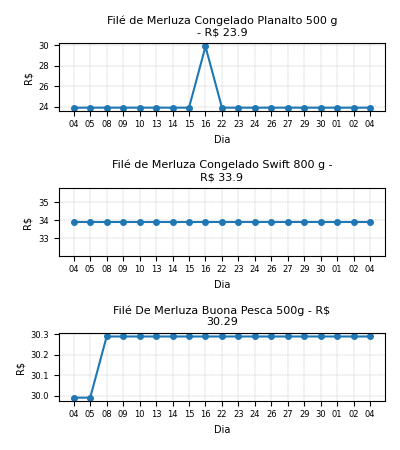 Filé de Merluza Congelado Planalto 500 g
- R$ 23.9
30
28
26
24
R$
04 05 08 09 10 13 14 15 16 22 23 24 26 27 29 30 01 02 04
Dia
Filé de Merluza Congelado Swift 800 g -
R$ 33.9
35
34
33
R$
04 05 08 09 10 13 14 15 16 22 23 24 26 27 29 30 01 02 04
Dia
Filé De Merluza Buona Pesca 500g - R$
30.29
30.3
30.2
30.1
30.0
R$
04 05 08 09 10 13 14 15 16 22 23 24 26 27 29 30 01 02 04
Dia